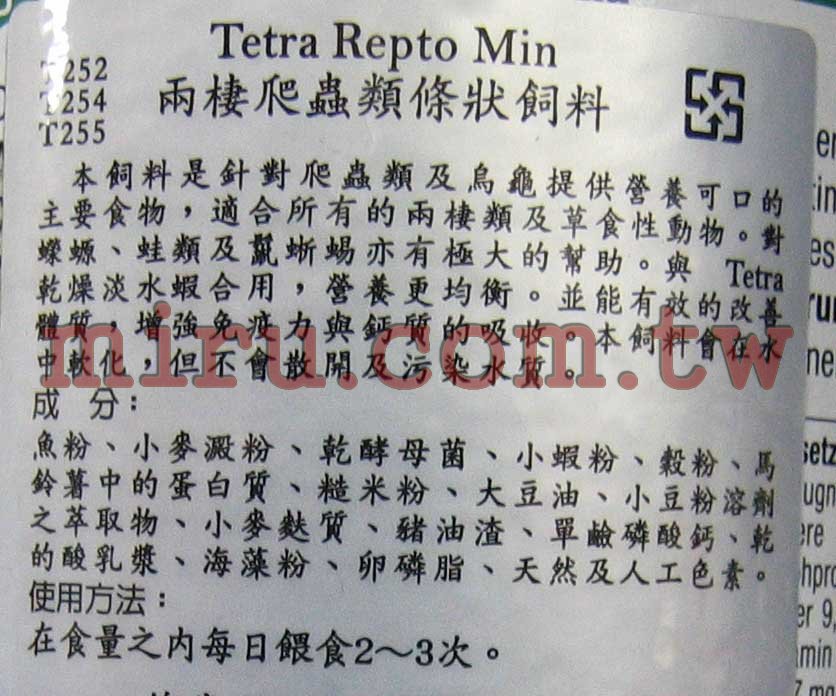 Tetra Repto Min
T252
T254
T255
兩棲爬蟲類條狀飼料
本飼料是針對爬蟲類及烏龜提供營養可口的
主要食物，適合所有的兩棲類及草食性動物。對
蠑螈、蛙類及鬣蜥蜴亦有極大的幫助。與 Tetra
乾燥淡水蝦合用，營養更均衡。並能有效的改善
體質，增強免疫力與鈣質的吸收。本飼料會在水
中軟化，但不會散開及污染水質。
miru.com.tw
成 分：
魚粉、小麥澱粉、乾酵母菌、小蝦粉、穀粉、馬
鈴薯中的蛋白質、糙米粉、大豆油、小豆粉溶劑
之萃取物、小麥麩質、豬油渣、單鹼磷酸鈣、乾
的酸乳漿、海藻粉、卵磷脂、天然及人工色素。
使用方法：
在食量之內每日餵食2～3次。